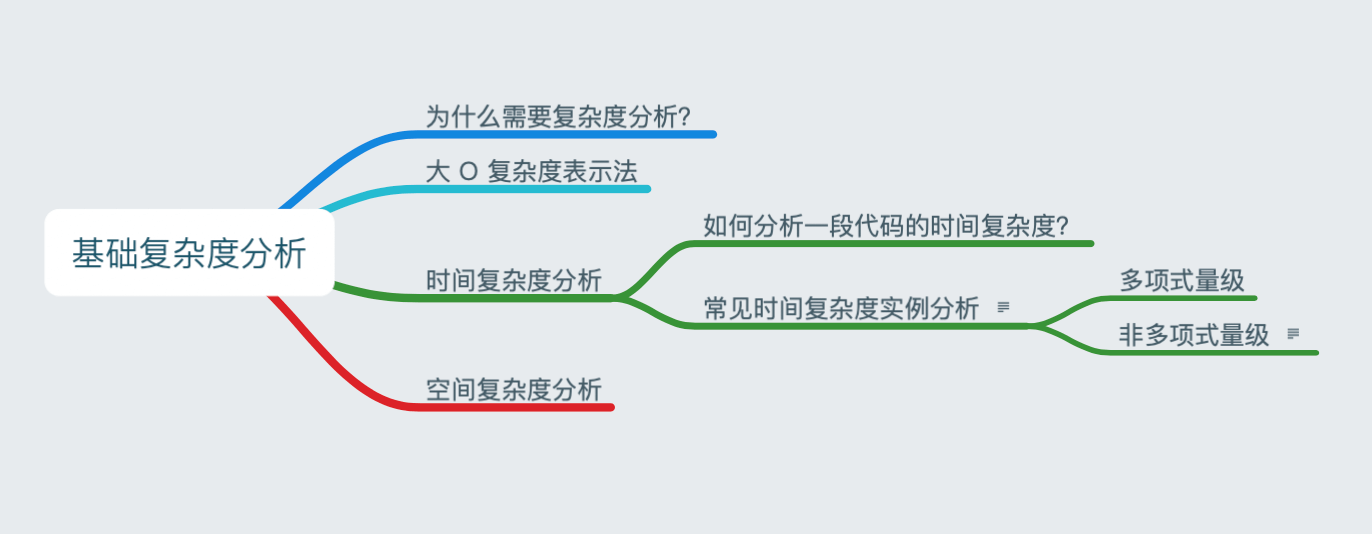 为什么需要复杂度分析?
大 O 复杂度表示法
如何分析一段代码的时间复杂度?
基础复杂度分析
时间复杂度分析
多项式量级
常见时间复杂度实例分析
非多项式量级
空间复杂度分析